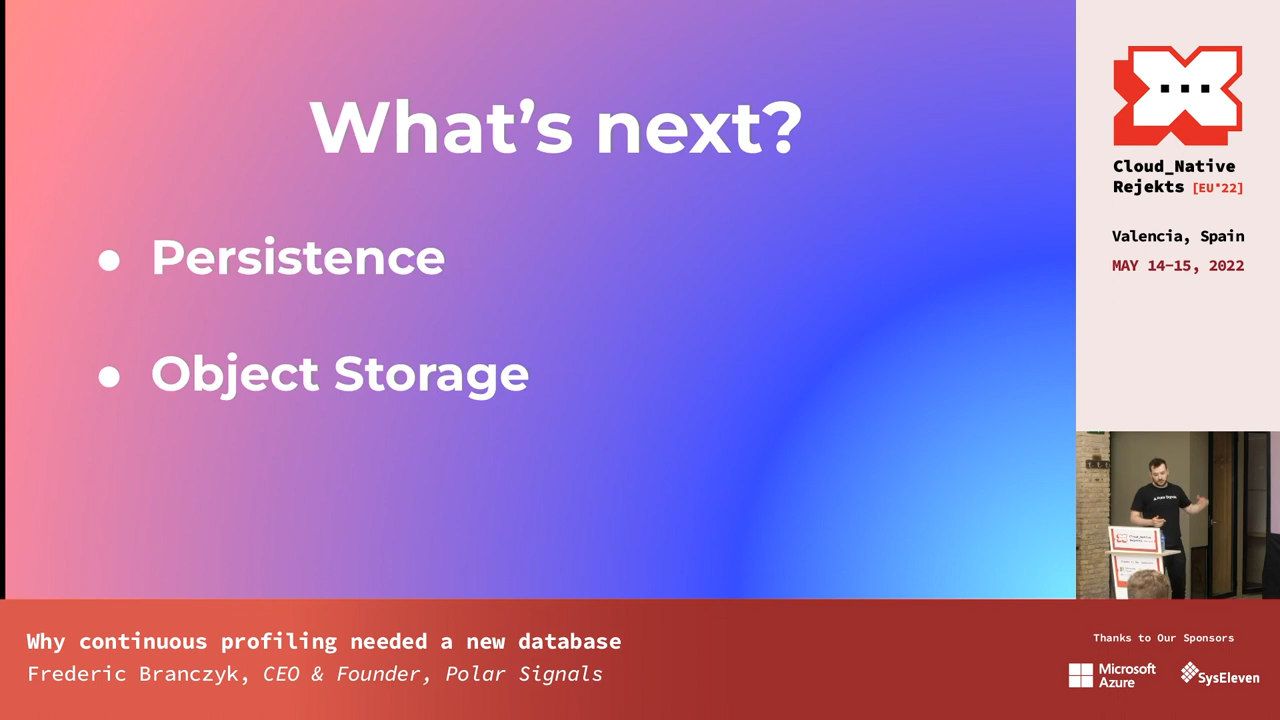 What's next?
● Persistence
● Object Storage
Cloud_Native
Rejekts [EU*22]
Valencia, Spain
MAY 14-15, 2022
Why continuous profiling needed a new database
Frederic Branczyk, CEO & Founder, Polar Signals
Thanks to Our Sponsors
Microsoft
Azure
SysEleven